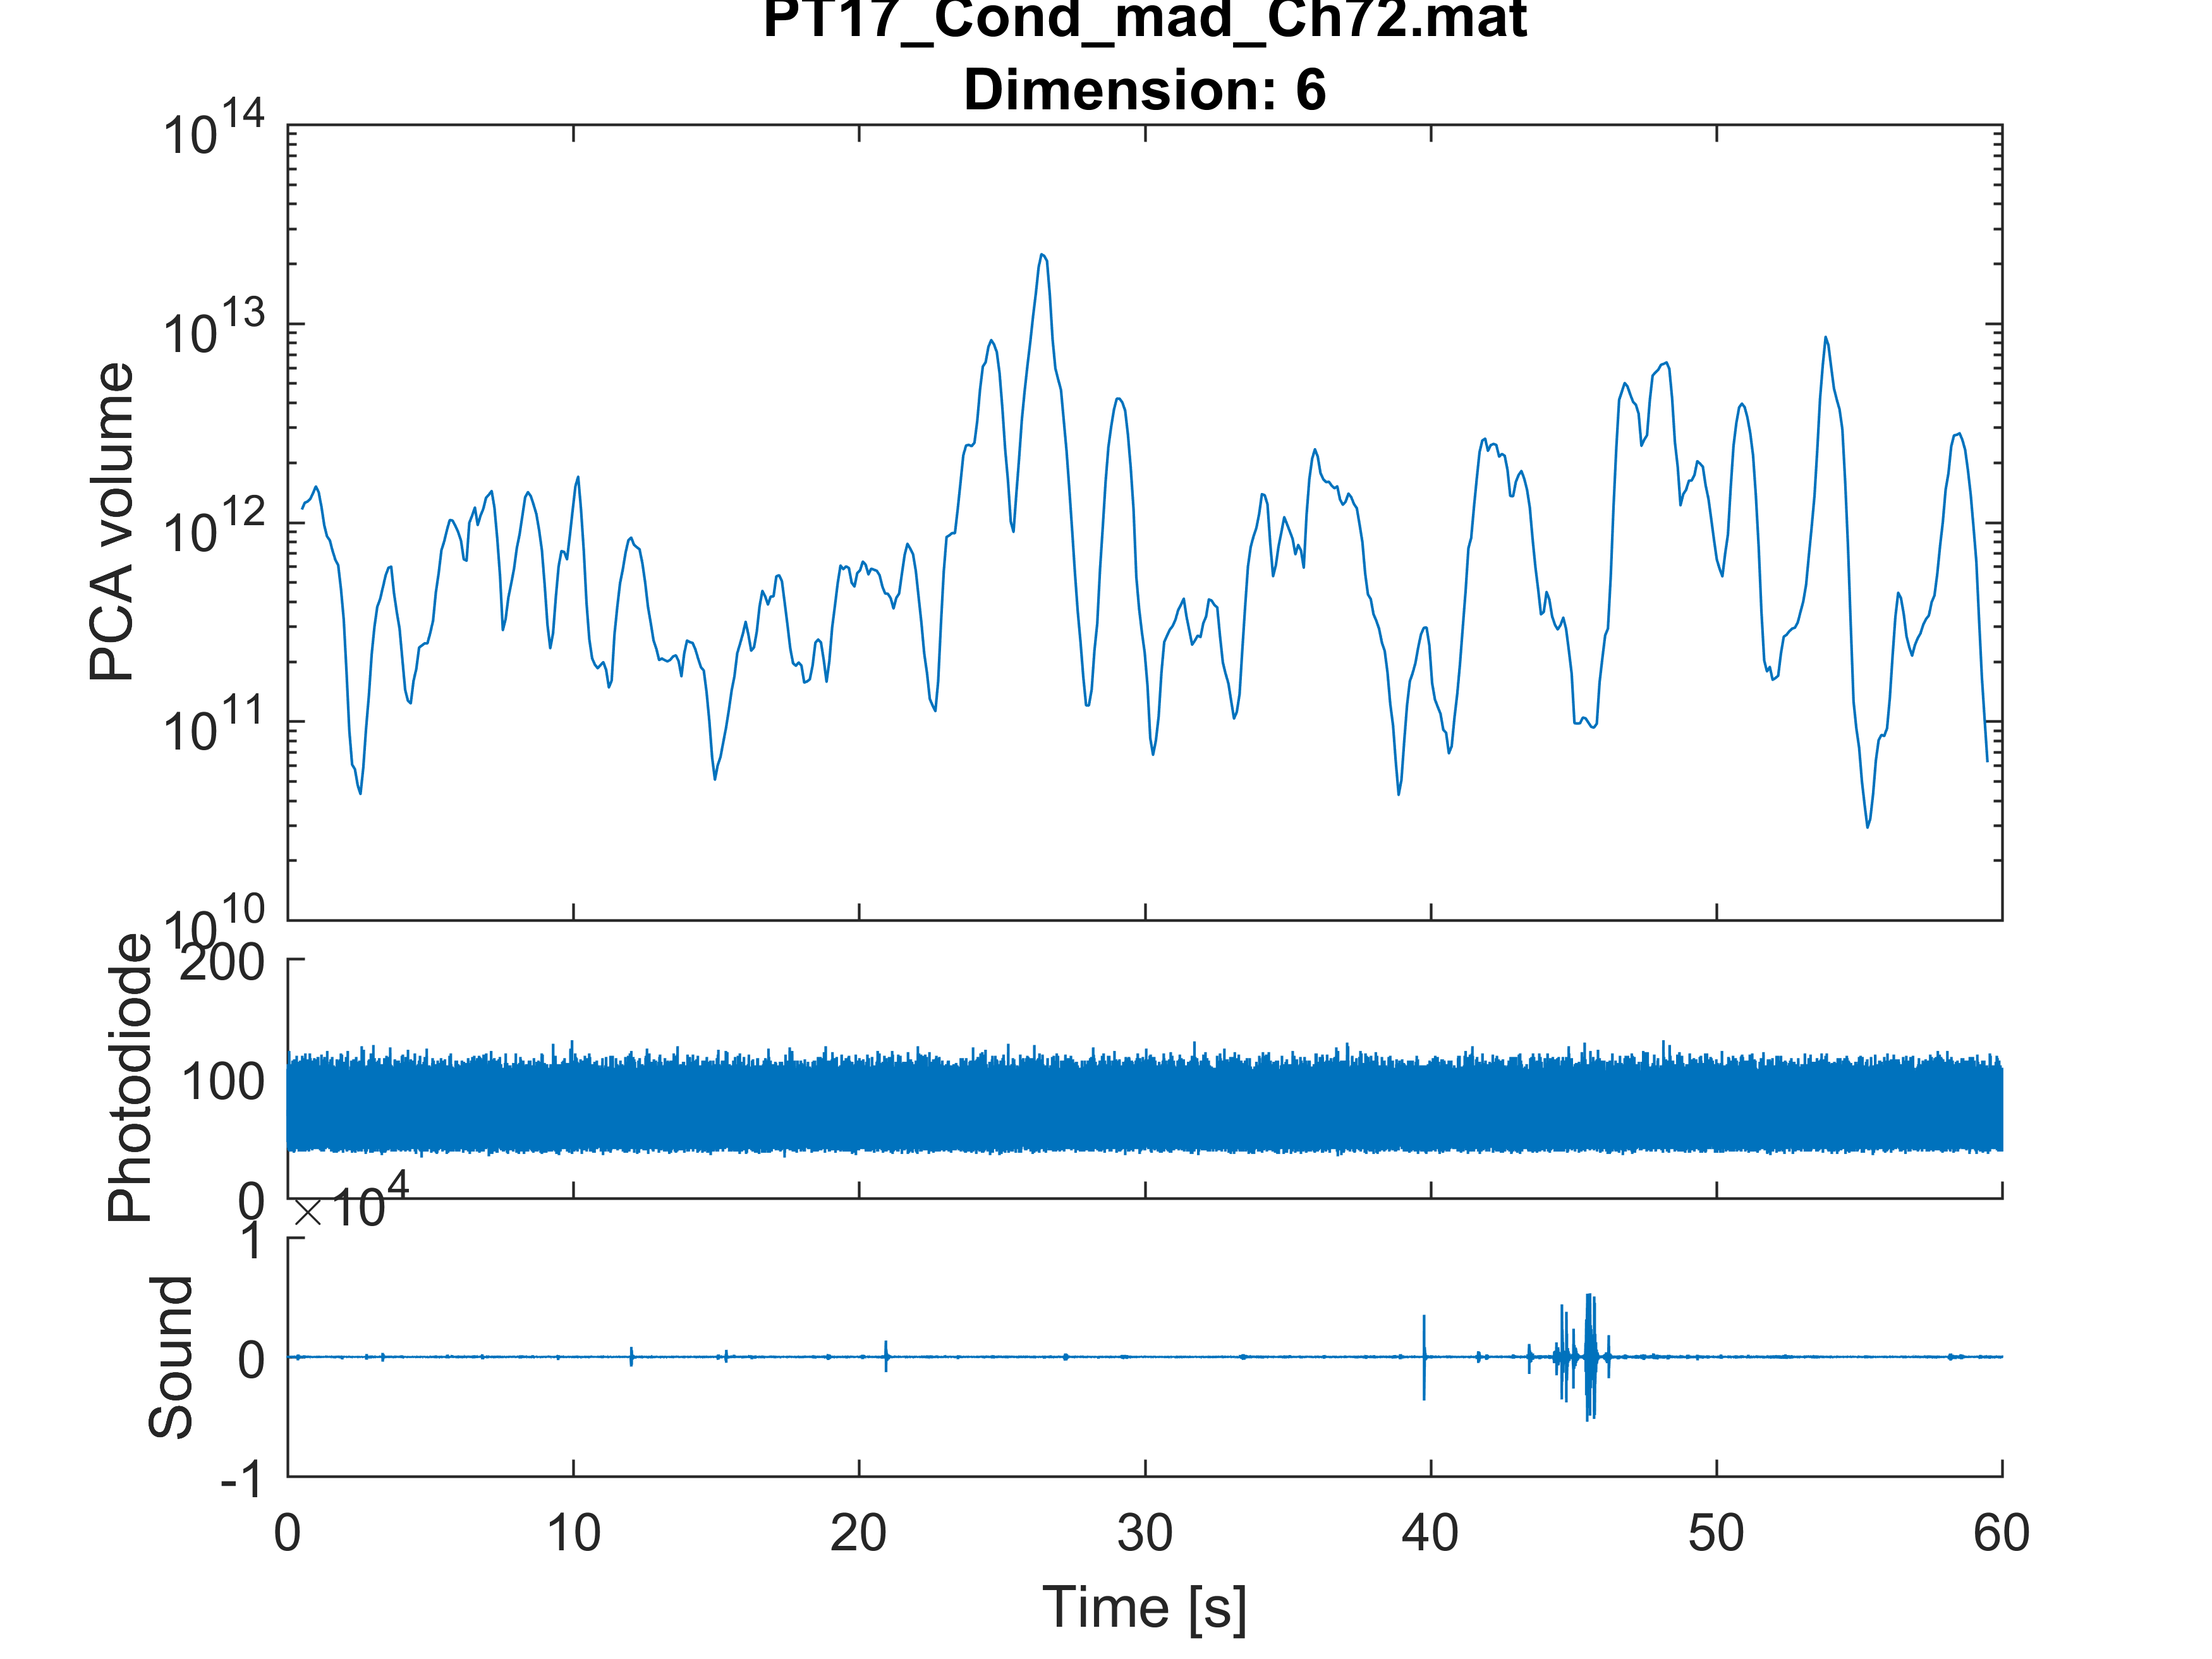 PT17_Cond_mad_Ch72.mat
Dimension: 6
10^14
10^13
10^12
10^11
10^10
PCA volume
200
100
0
Photodiode
×10^4
1
0
-1
Sound
0 10 20 30 40 50 60
Time [s]